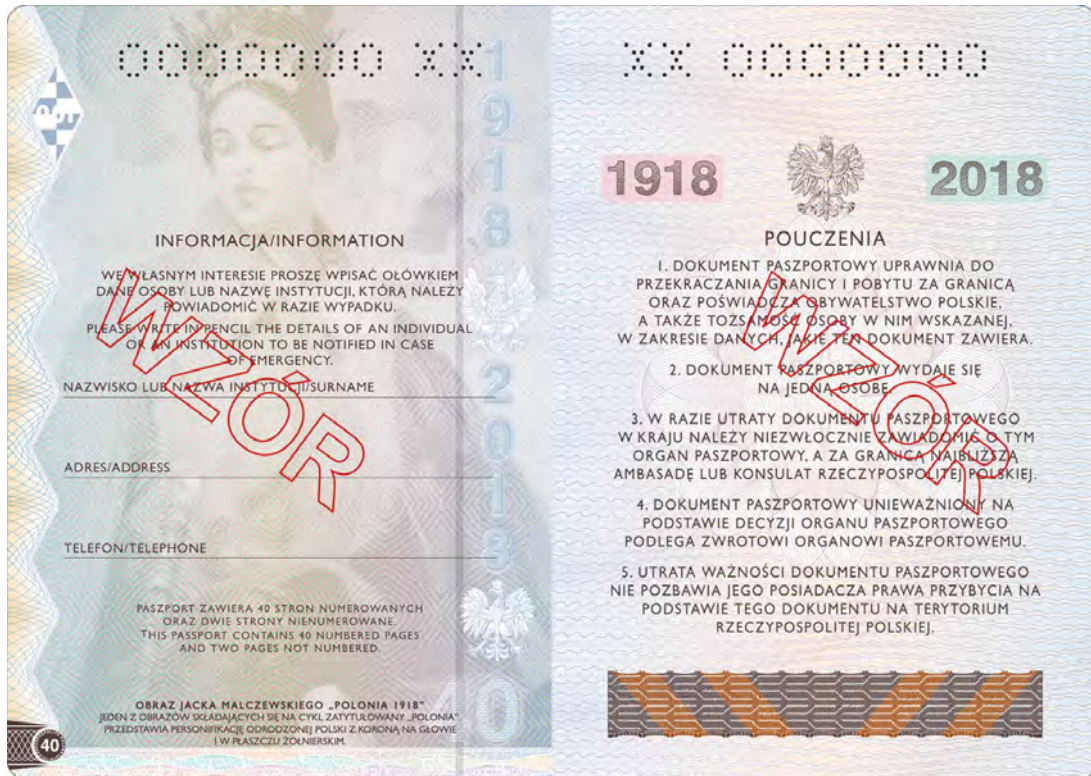 0000000 XX
1918 2018
INFORMACJA/INFORMATION
WE WŁASNYM INTERESIE PROSZĘ WPISAĆ OŁÓWKIEM
DANE OSOBY LUB NAZWĘ INSTYTUCJI, KTÓRĄ NALEŻY
POWIADOMIĆ W RAZIE WYPADKU.
PLEASE WRITE IN PENCIL THE DETAILS OF AN INDIVIDUAL
OR AN INSTITUTION TO BE NOTIFIED IN CASE
OF EMERGENCY.
NAZWISKO LUB NAZWA INSTYTUCJI/SURNAME
ADRES/ADDRESS
TELEFON/TELEPHONE
WZÓR
PASZPORT ZAWIERA 40 STRON NUMEROWANYCH
ORAZ DWIE STRONY NIENUMEROWANE.
THIS PASSPORT CONTAINS 40 NUMBERED PAGES
AND TWO PAGES NOT NUMBERED.
OBRAZ JACKA MALCZEWSKIEGO „POLONIA 1918”
JEDEN Z OBRAZÓW SKŁADAJĄCYCH SIĘ NA CYKL ZATYTUŁOWANY „POLONIA”.
PRZEDSTAWIA PERSONIFIKACJĘ ODRODZONEJ POLSKI Z KORONĄ NA GŁOWIE
I W PŁASZCZU ŻOŁNIERSKIM.
40
40
XX 0000000
1918 2018
POUCZENIA
1. DOKUMENT PASZPORTOWY UPRAWNIA DO
PRZEKRACZANIA GRANICY I POBYTU ZA GRANICĄ
ORAZ POŚWIADCZA OBYWATELSTWO POLSKIE,
A TAKŻE TOŻSAMOŚĆ OSOBY W NIM WSKAZANEJ,
W ZAKRESIE DANYCH, JAKIE TEN DOKUMENT ZAWIERA.
2. DOKUMENT PASZPORTOWY WYDAJE SIĘ
NA JEDNĄ OSOBĘ.
3. W RAZIE UTRATY DOKUMENTU PASZPORTOWEGO
W KRAJU NALEŻY NIEZWŁOCZNIE ZAWIADOMIĆ O TYM
ORGAN PASZPORTOWY, A ZA GRANICĄ NAJBLIŻSZĄ
AMBASADĘ LUB KONSULAT RZECZYPOSPOLITEJ POLSKIEJ.
4. DOKUMENT PASZPORTOWY UNIEWAŻNIONY NA
PODSTAWIE DECYZJI ORGANU PASZPORTOWEGO
PODLEGA ZWROTOWI ORGANOWI PASZPORTOWEMU.
5. UTRATA WAŻNOŚCI DOKUMENTU PASZPORTOWEGO
NIE POZBAWIA JEGO POSIADACZA PRAWA PRZYBYCIA NA
PODSTAWIE TEGO DOKUMENTU NA TERYTORIUM
RZECZYPOSPOLITEJ POLSKIEJ.
WZÓR